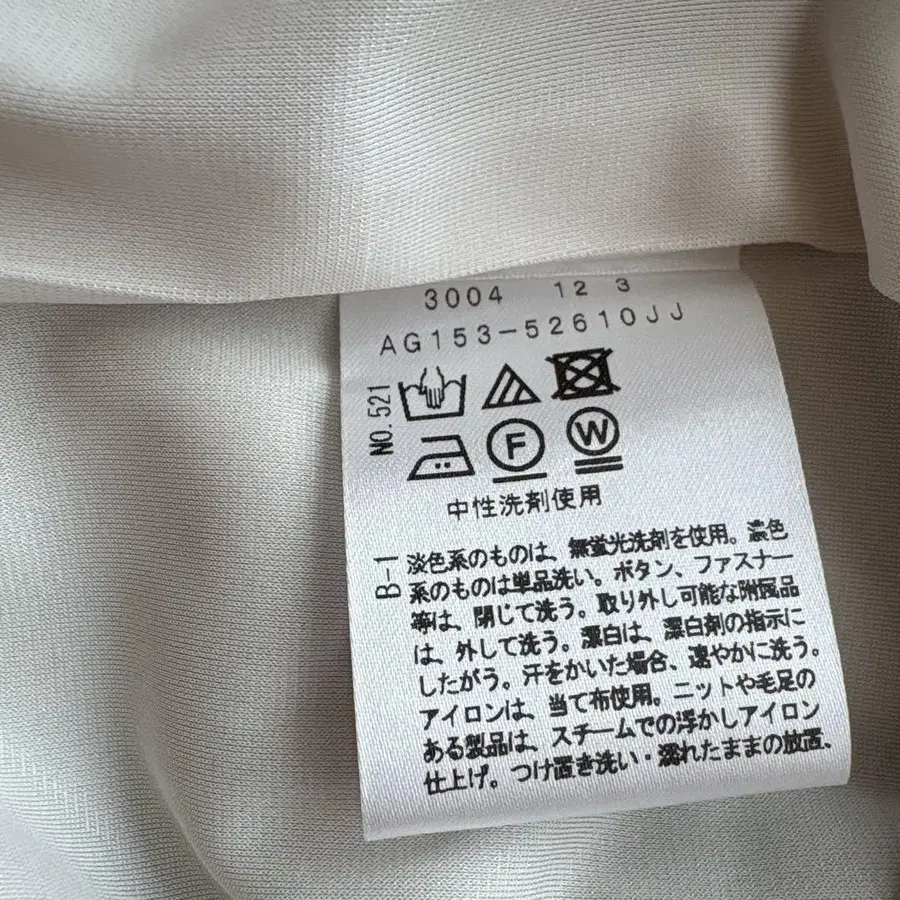 3004 12 3
AG153-52610JJ
NO.521
F W
中性洗剤使用
B-1
淡色系のものは、無蛍光洗剤を使用。濃色
系のものは単品洗い。ボタン、ファスナー
等は、閉じて洗う。取り外し可能な附属品
は、外して洗う。漂白は、漂白剤の指示に
したがう。汗をかいた場合、速やかに洗う。
アイロンは、当て布使用。ニットや毛足の
ある製品は、スチームでの浮かしアイロン
仕上げ。つけ置き洗い・濡れたままの放置、